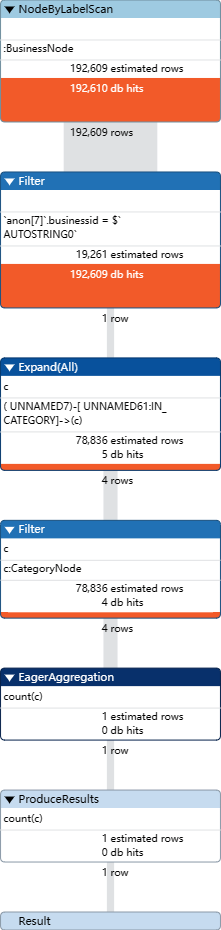 NodeByLabelScan
:BusinessNode
192,609 estimated rows
192,610 db hits
192,609 rows
Filter
`anon[7]`.businessid = $`
AUTOSTRING0`
19,261 estimated rows
192,609 db hits
1 row
Expand(All)
c
( UNNAMED7)-[ UNNAMED61:IN_
CATEGORY]->(c)
78,836 estimated rows
5 db hits
4 rows
Filter
c
c:CategoryNode
78,836 estimated rows
4 db hits
4 rows
EagerAggregation
count(c)
1 estimated rows
0 db hits
1 row
ProduceResults
count(c)
1 estimated rows
0 db hits
1 row
Result